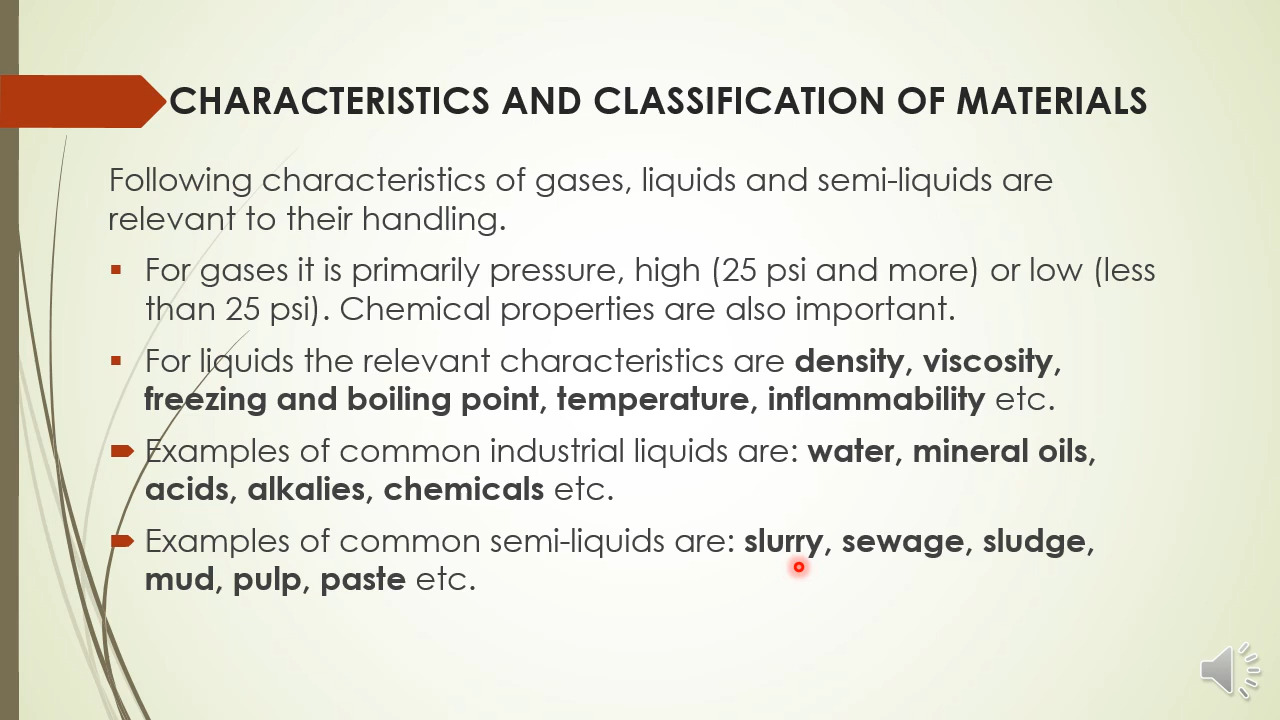 CHARACTERISTICS AND CLASSIFICATION OF MATERIALS
Following characteristics of gases, liquids and semi-liquids are
relevant to their handling.
For gases it is primarily pressure, high (25 psi and more) or low (less
than 25 psi). Chemical properties are also important.
For liquids the relevant characteristics are density, viscosity,
freezing and boiling point, temperature, inflammability etc.
Examples of common industrial liquids are: water, mineral oils,
acids, alkalies, chemicals etc.
Examples of common semi-liquids are: slurry, sewage, sludge,
mud, pulp, paste etc.